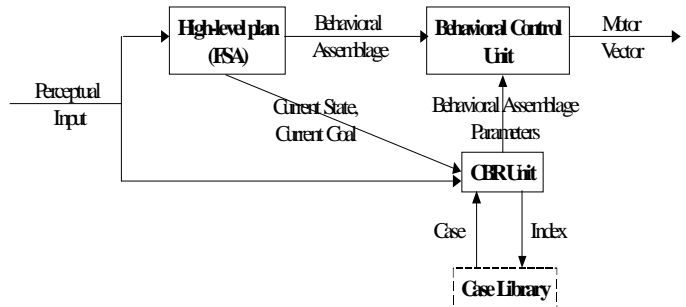 High-level plan
(FSA)
Behavioral
Assemblage
Behavioral Control
Unit
Motor
Vector
Perceptual
Input
Current State,
Current Goal
Behavioral Assemblage
Parameters
CBR Unit
Case
Index
Case Library